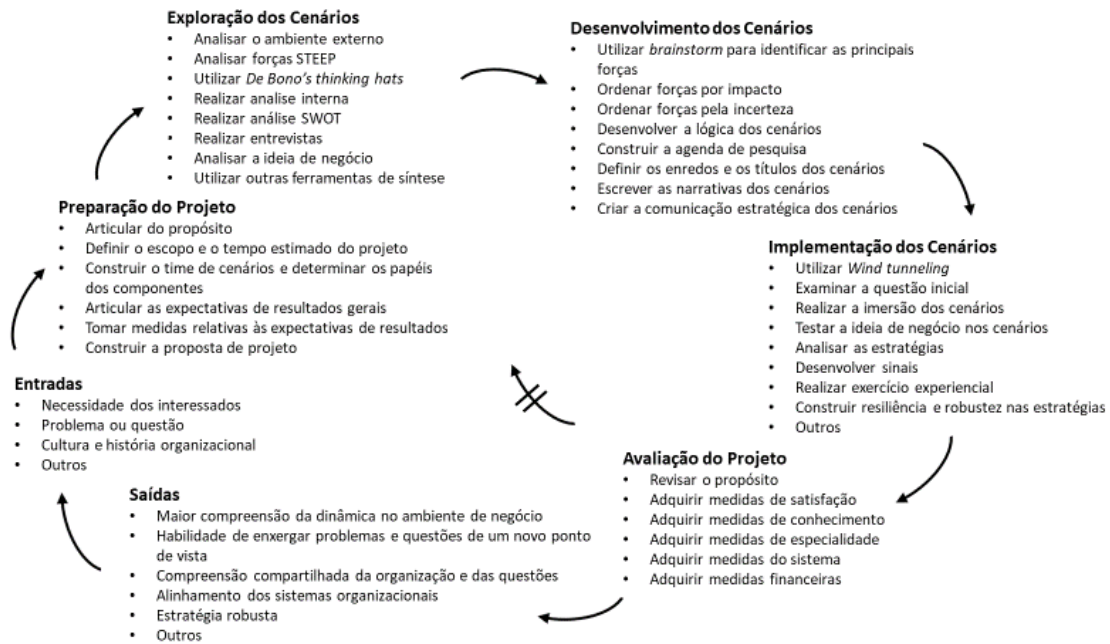 Exploração dos Cenários
• Analisar o ambiente externo
• Analisar forças STEEP
• Utilizar De Bono's thinking hats
• Realizar analise interna
• Realizar análise SWOT
• Realizar entrevistas
• Analisar a ideia de negócio
• Utilizar outras ferramentas de síntese
Desenvolvimento dos Cenários
• Utilizar brainstorm para identificar as principais
forças
• Ordenar forças por impacto
• Ordenar forças pela incerteza
• Desenvolver a lógica dos cenários
• Construir a agenda de pesquisa
• Definir os enredos e os títulos dos cenários
• Escrever as narrativas dos cenários
• Criar a comunicação estratégica dos cenários
Preparação do Projeto
• Articular do propósito
• Definir o escopo e o tempo estimado do projeto
• Construir o time de cenários e determinar os papéis
dos componentes
• Articular as expectativas de resultados gerais
• Tomar medidas relativas às expectativas de resultados
• Construir a proposta de projeto
Implementação dos Cenários
• Utilizar Wind tunneling
• Examinar a questão inicial
• Realizar a imersão dos cenários
• Testar a ideia de negócio nos cenários
• Analisar as estratégias
• Desenvolver sinais
• Realizar exercício experiencial
• Construir resiliência e robustez nas estratégias
• Outros
Entradas
• Necessidade dos interessados
• Problema ou questão
• Cultura e história organizacional
• Outros
Avaliação do Projeto
• Revisar o propósito
• Adquirir medidas de satisfação
• Adquirir medidas de conhecimento
• Adquirir medidas de especialidade
• Adquirir medidas do sistema
• Adquirir medidas financeiras
Saídas
• Maior compreensão da dinâmica no ambiente de negócio
• Habilidade de enxergar problemas e questões de um novo ponto
de vista
• Compreensão compartilhada da organização e das questões
• Alinhamento dos sistemas organizacionais
• Estratégia robusta
• Outros